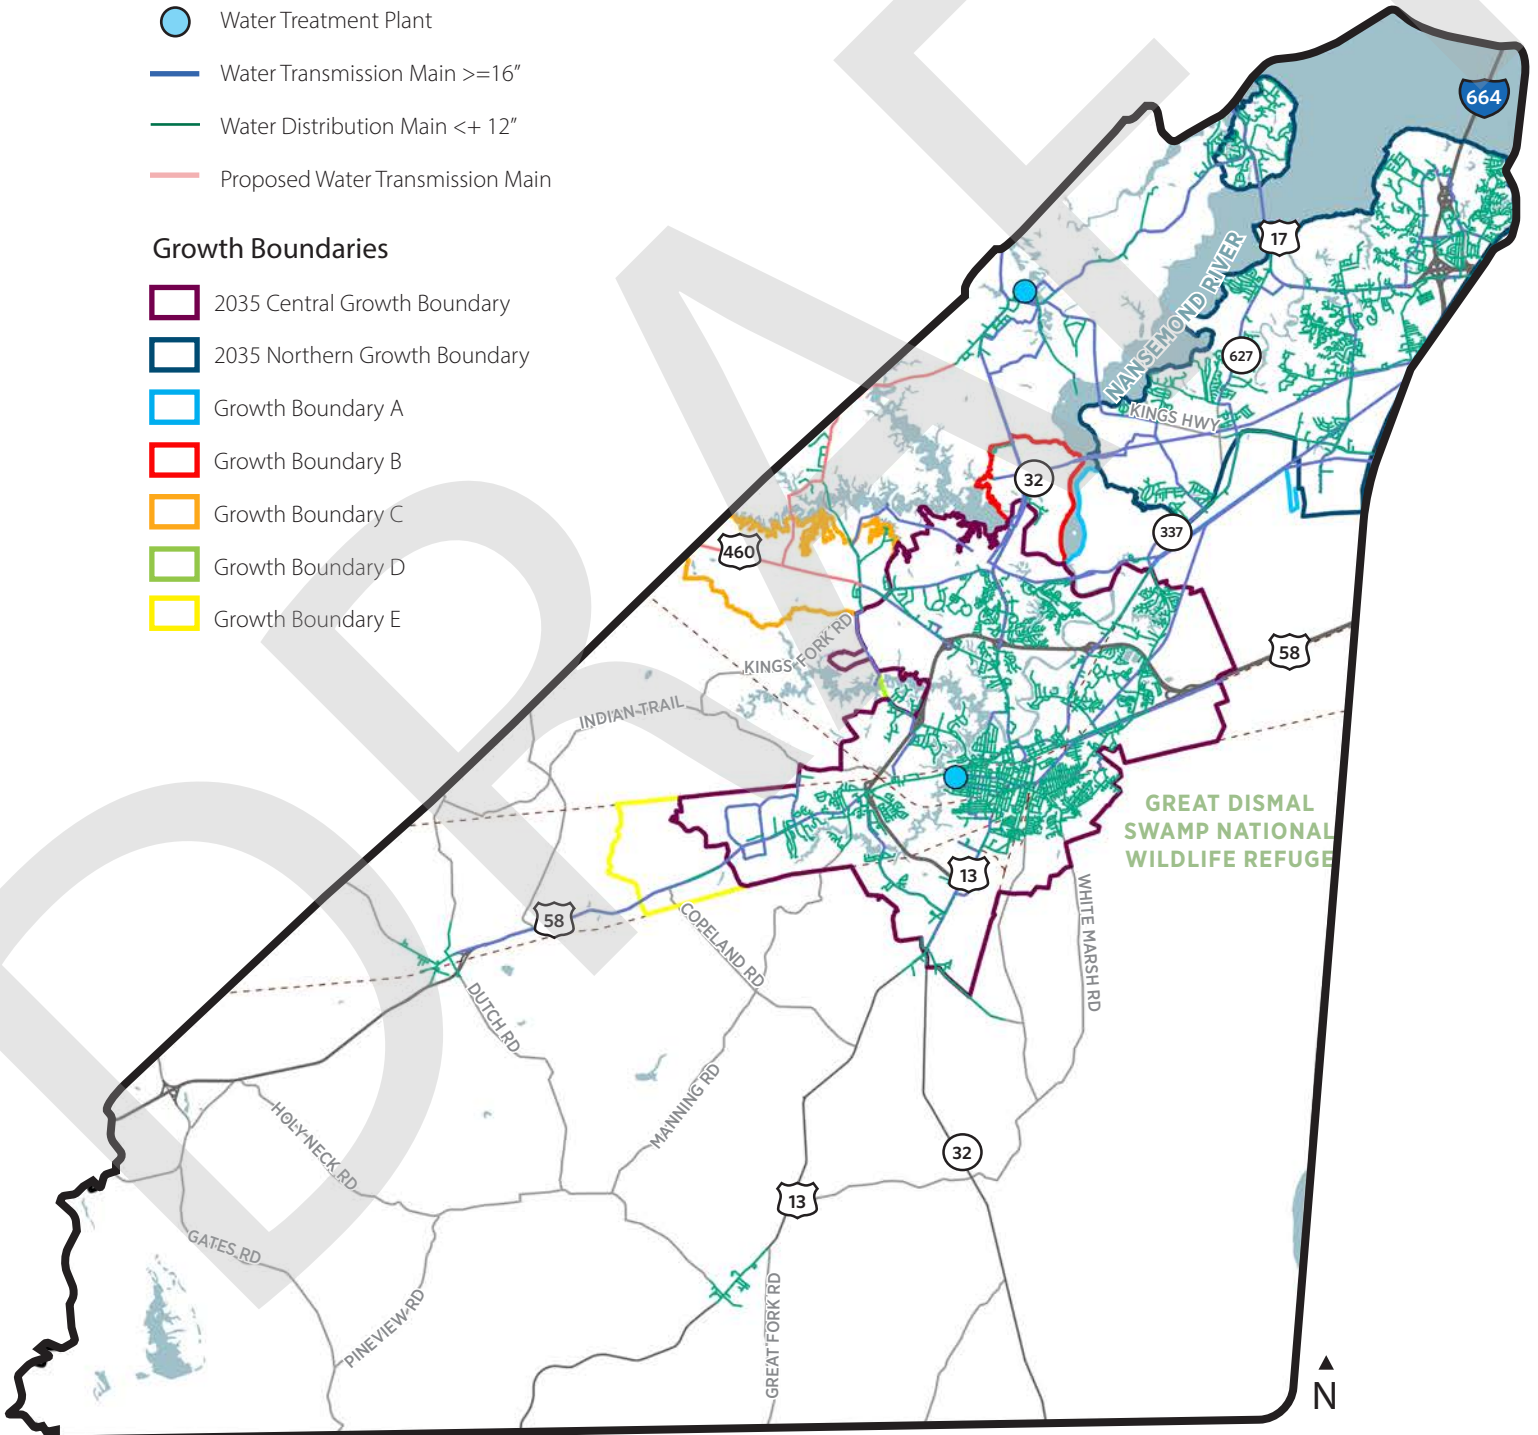 Water Treatment Plant
Water Transmission Main >=16”
Water Distribution Main <+ 12”
Proposed Water Transmission Main
Growth Boundaries
2035 Central Growth Boundary
2035 Northern Growth Boundary
Growth Boundary A
Growth Boundary B
Growth Boundary C
Growth Boundary D
Growth Boundary E
DRAFT
664
17
NANSEMOND RIVER
627
KINGS HWY
32
337
460
KINGS FORK RD
58
INDIAN TRAIL
GREAT DISMAL
SWAMP NATIONAL
WILDLIFE REFUGE
13
WHITE MARSH RD
58
COPELAND RD
DUTCH RD
MANNING RD
HOLY NECK RD
32
13
GATES RD
PINEVIEW RD
GREAT FORK RD
N